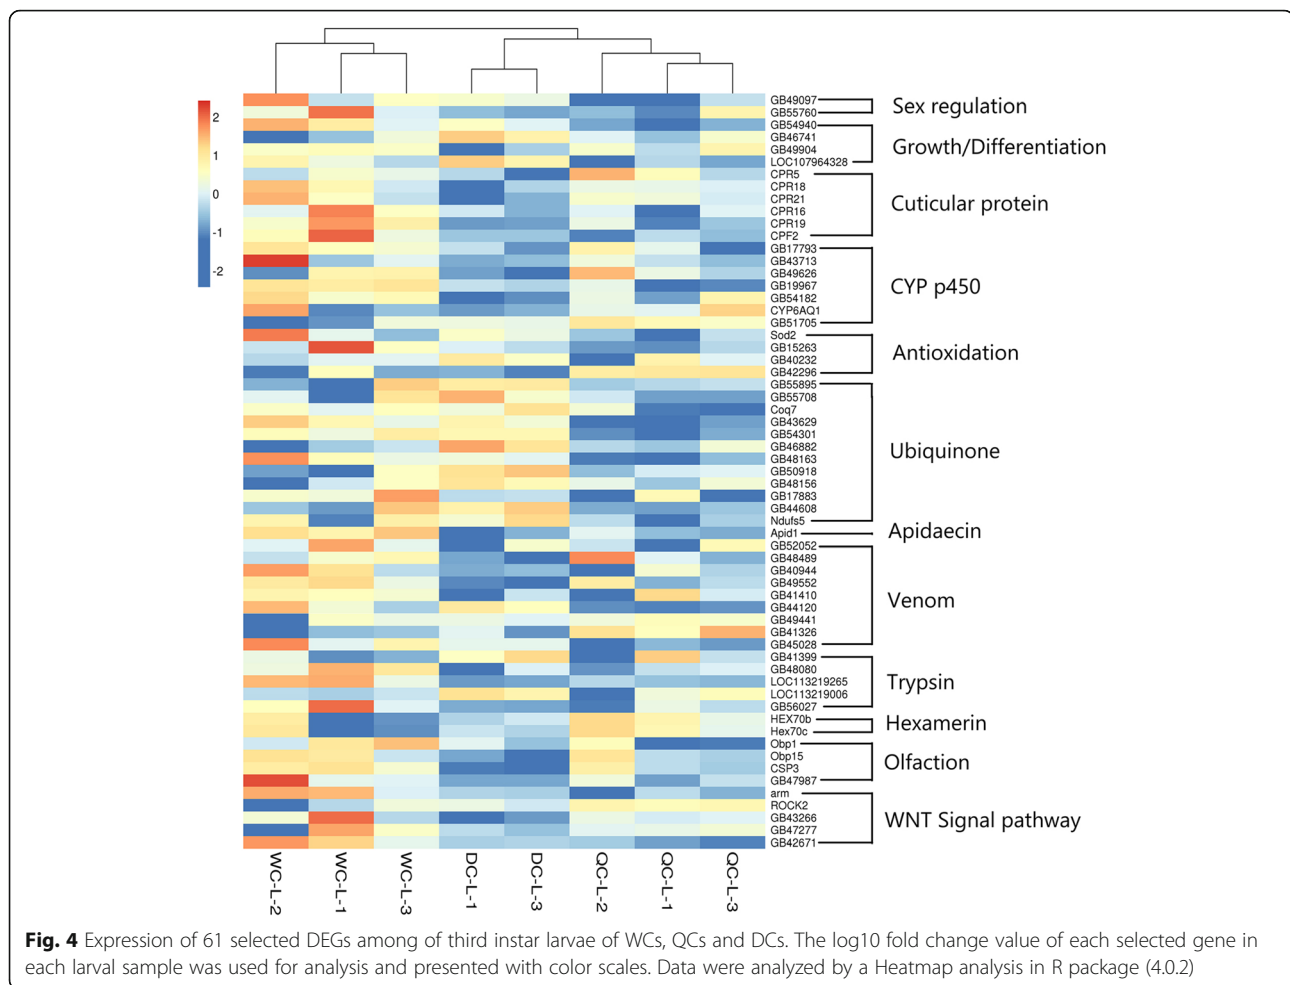 2
1
0
-1
-2
GB49097
GB55760
GB54940
GB46741
GB49904
LOC107964328
CPR5
CPR18
CPR21
CPR16
CPR19
CPF2
GB17793
GB43713
GB49626
GB19967
GB54182
CYP6AQ1
GB51705
Sod2
GB15263
GB40232
GB42296
GB55895
GB55708
Coq7
GB43629
GB54301
GB46882
GB48163
GB50918
GB48156
GB17883
GB44608
Ndufs5
Apid1
GB52052
GB48489
GB40944
GB49552
GB41410
GB44120
GB49441
GB41326
GB45028
GB41399
GB48080
LOC113219265
LOC113219006
GB56027
HEX70b
Hex70c
Obp1
Obp15
CSP3
GB47987
arm
ROCK2
GB43266
GB47277
GB42671
Sex regulation
Growth/Differentiation
Cuticular protein
CYP p450
Antioxidation
Ubiquinone
Apidaecin
Venom
Trypsin
Hexamerin
Olfaction
WNT Signal pathway
WC-L-2
WC-L-1
WC-L-3
DC-L-1
DC-L-3
QC-L-2
QC-L-1
QC-L-3
Fig. 4 Expression of 61 selected DEGs among of third instar larvae of WCs, QCs and DCs. The log10 fold change value of each selected gene in
each larval sample was used for analysis and presented with color scales. Data were analyzed by a Heatmap analysis in R package (4.0.2)